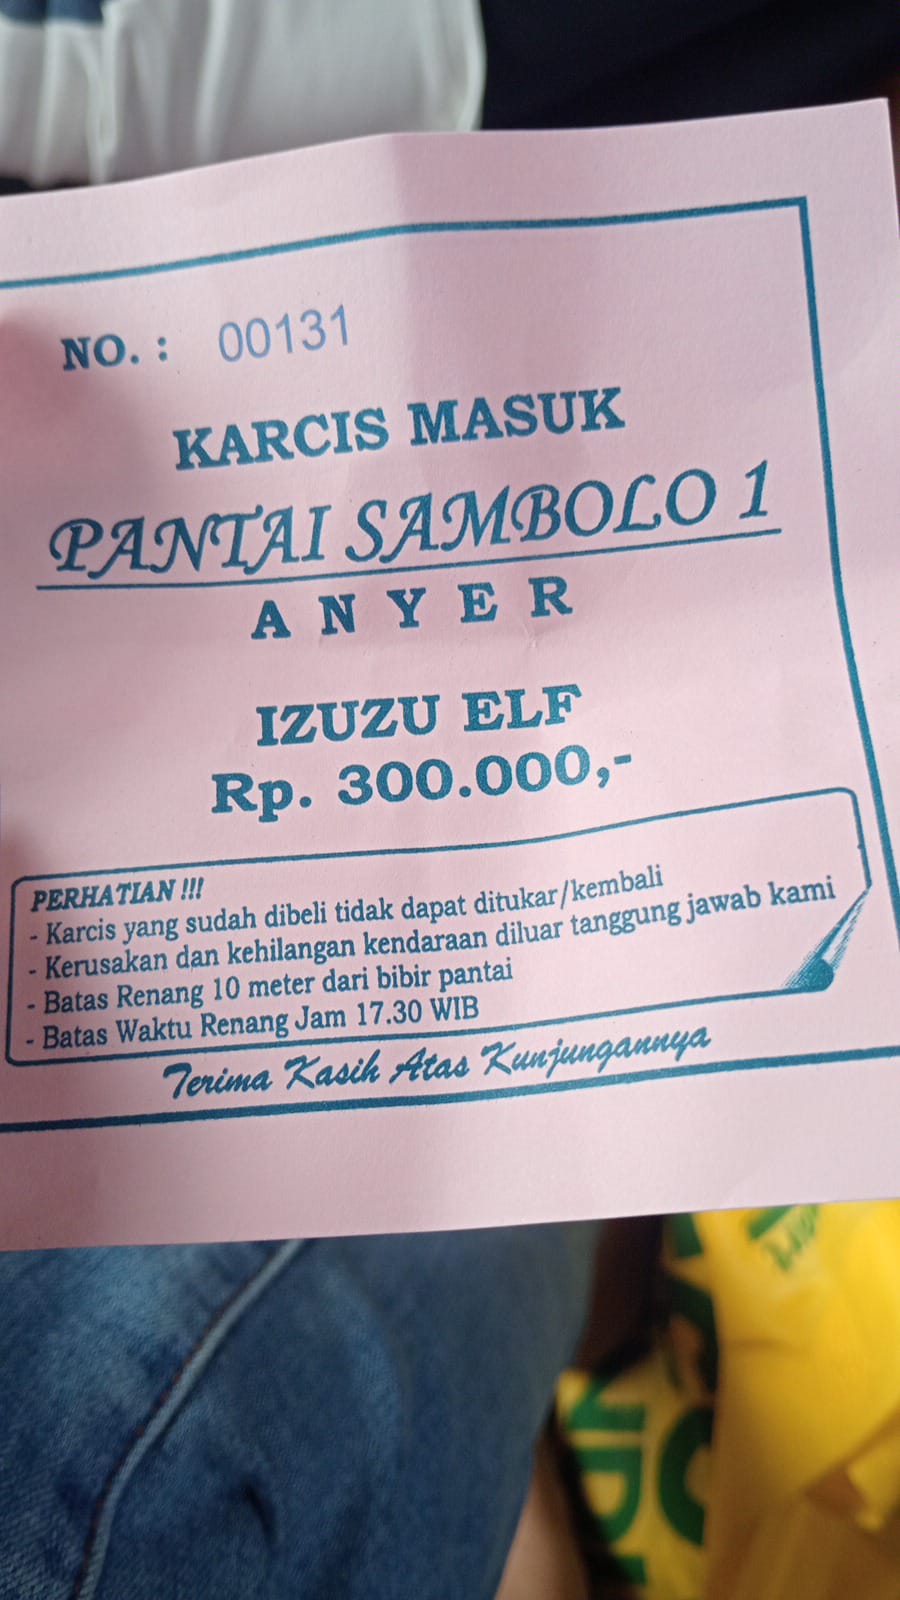 NO. : 00131
KARCIS MASUK
PANTAI SAMBOLO 1
ANYER
IZUZU ELF
Rp. 300.000,-
PERHATIAN !!!
- Karcis yang sudah dibeli tidak dapat ditukar/kembali
- Kerusakan dan kehilangan kendaraan diluar tanggung jawab kami
- Batas Renang 10 meter dari bibir pantai
- Batas Waktu Renang Jam 17.30 WIB
Terima Kasih Atas Kunjungannya